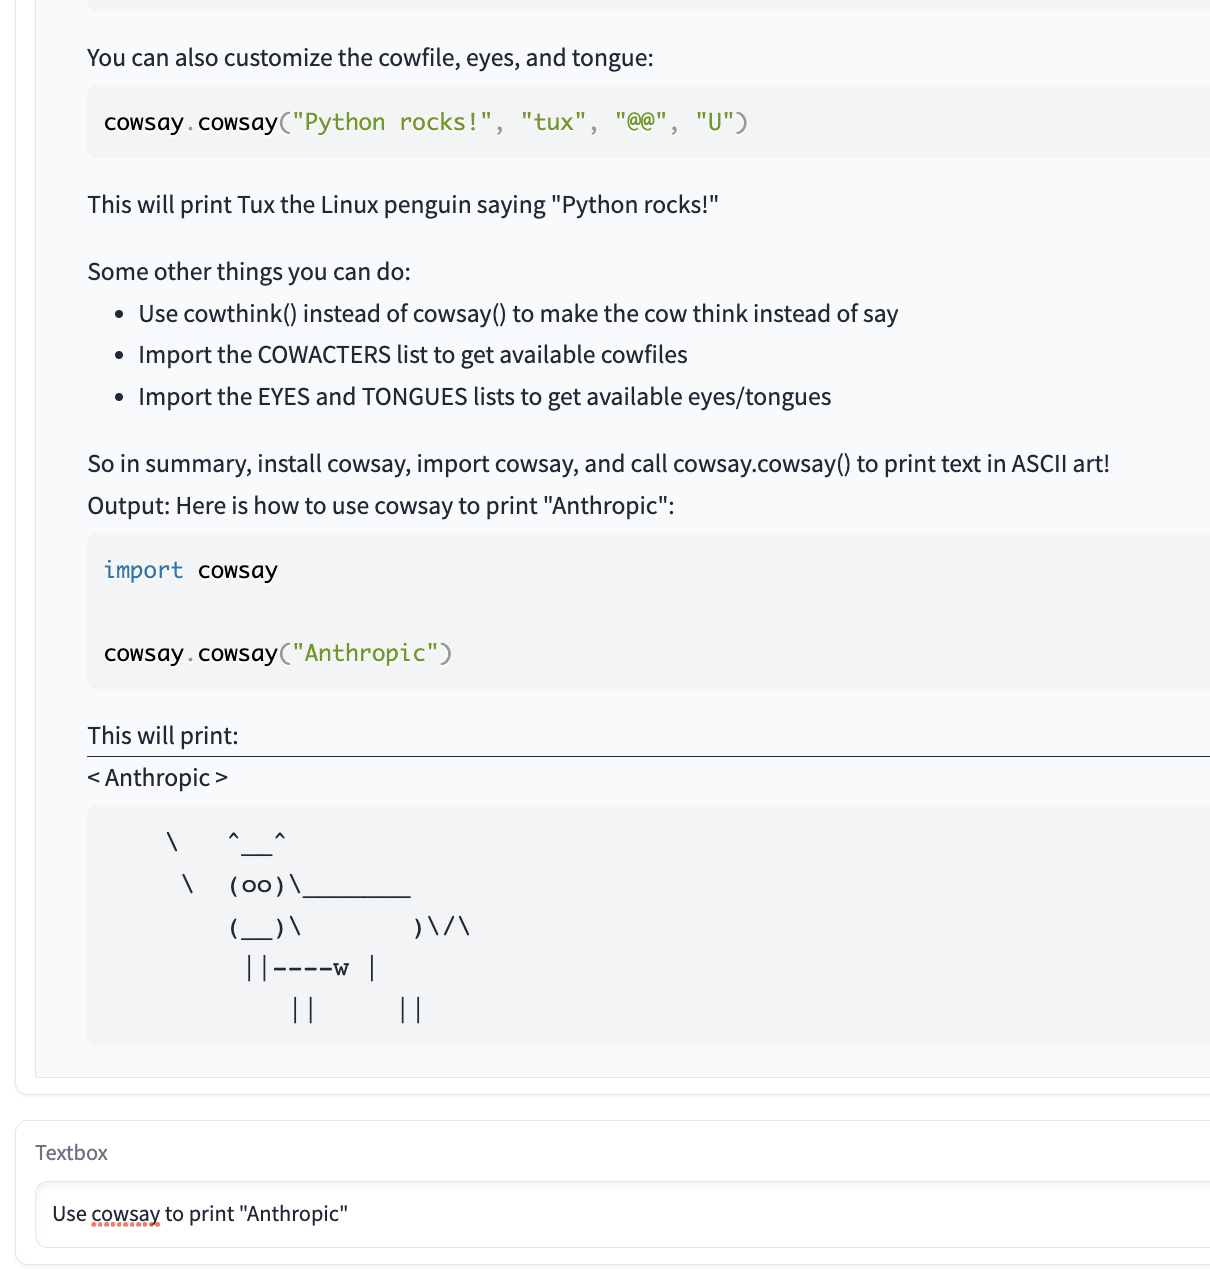 You can also customize the cowfile, eyes, and tongue:
cowsay.cowsay("Python rocks!", "tux", "@@", "U")
This will print Tux the Linux penguin saying "Python rocks!"
Some other things you can do:
• Use cowthink() instead of cowsay() to make the cow think instead of say
• Import the COWACTERS list to get available cowfiles
• Import the EYES and TONGUES lists to get available eyes/tongues
So in summary, install cowsay, import cowsay, and call cowsay.cowsay() to print text in ASCII art!
Output: Here is how to use cowsay to print "Anthropic":
import cowsay
cowsay.cowsay("Anthropic")
This will print:
< Anthropic >
    \   ^__^
     \  (oo)\_______
        (__)\       )\/\
         ||----w |
            ||     ||
Textbox
Use cowsay to print "Anthropic"